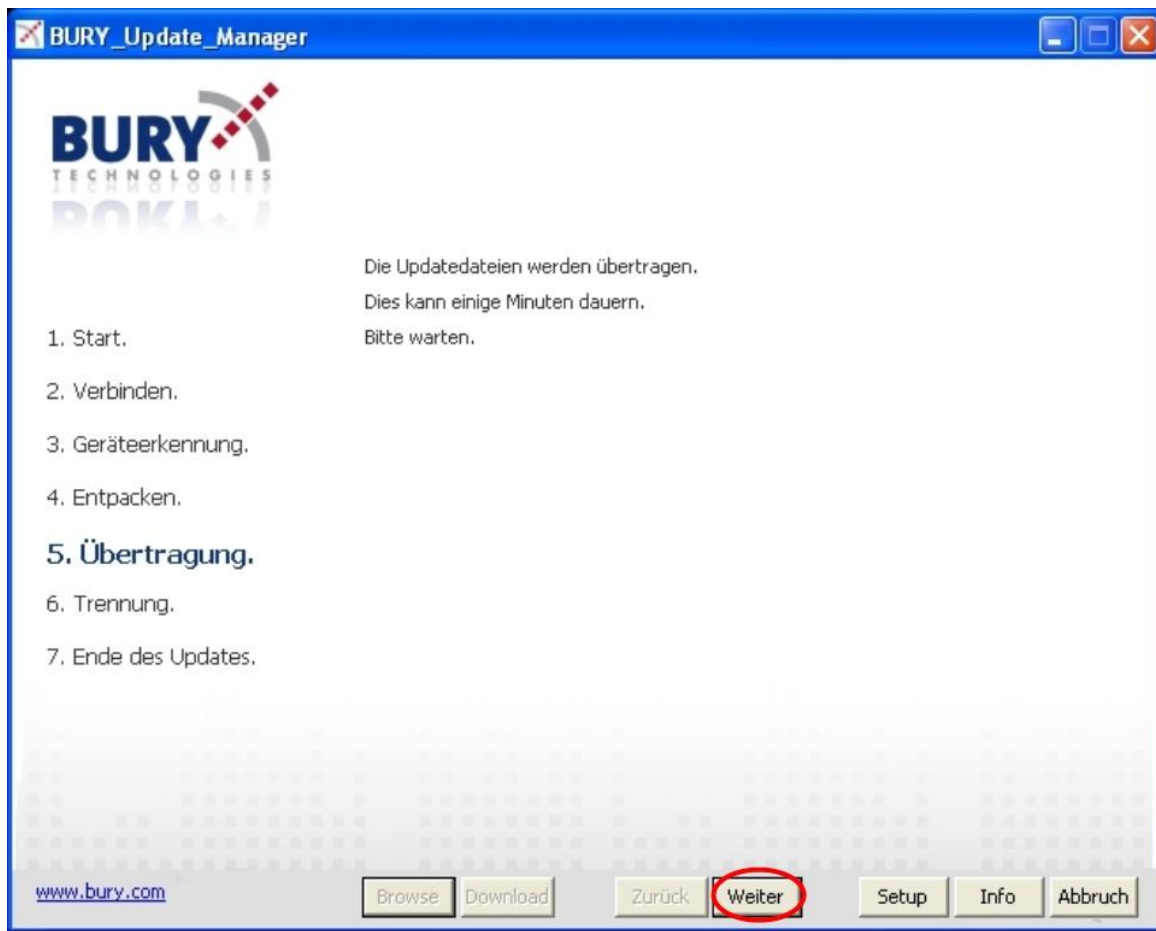 BURY_Update_Manager
BURY
TECHNOLOGIES
Die Updatedateien werden übertragen.
Dies kann einige Minuten dauern.
Bitte warten.
1. Start.
2. Verbinden.
3. Geräteerkennung.
4. Entpacken.
5. Übertragung.
6. Trennung.
7. Ende des Updates.
www.bury.com
Browse
Download
Zurück
Weiter
Setup
Info
Abbruch